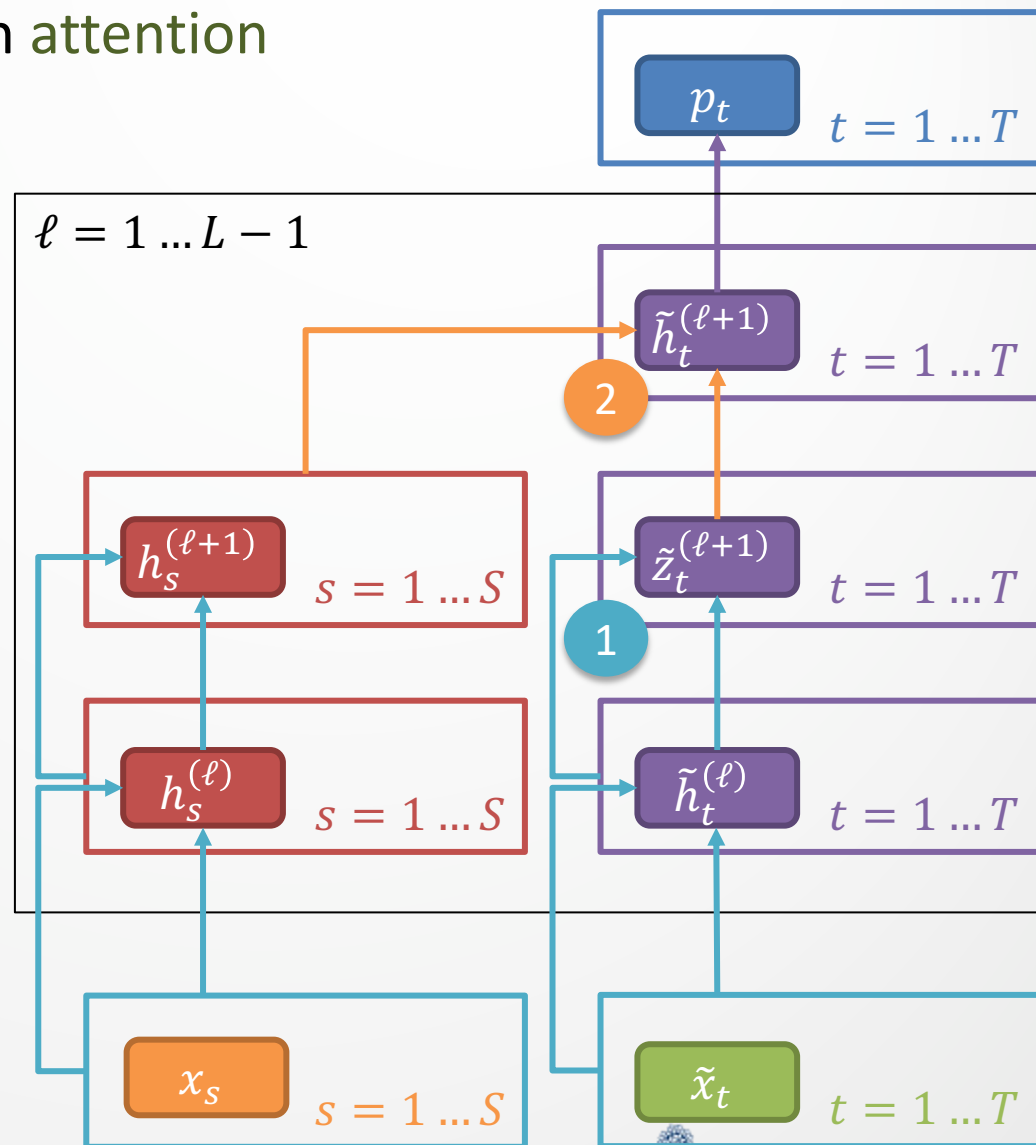 n attention
p_t
t = 1 … T
ℓ = 1 … L − 1
h̃_t^(ℓ+1)
t = 1 … T
2
h_s^(ℓ+1)
s = 1 … S
z̃_t^(ℓ+1)
t = 1 … T
1
h_s^(ℓ)
s = 1 … S
h̃_t^(ℓ)
t = 1 … T
x_s
s = 1 … S
x̃_t
t = 1 … T